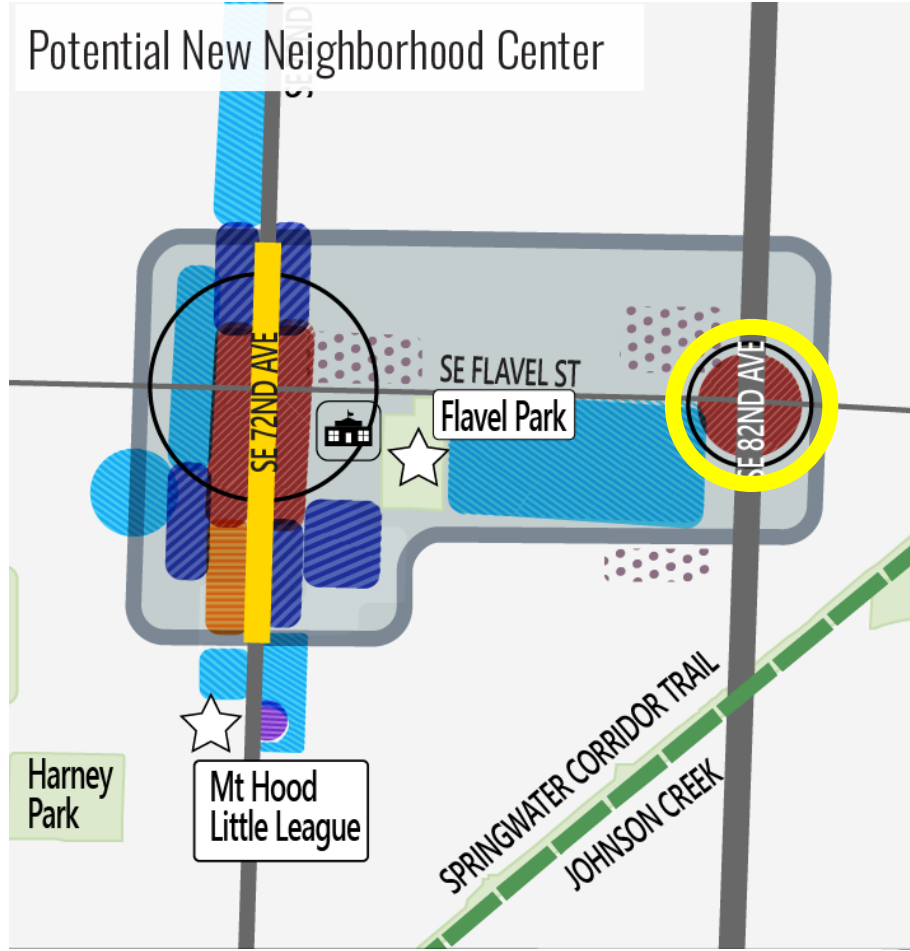 Potential New Neighborhood Center
SE FLAVEL ST
Flavel Park
SE 72ND AVE
SE 82ND AVE
SPRINGWATER CORRIDOR TRAIL
JOHNSON CREEK
Harney
Park
Mt Hood
Little League